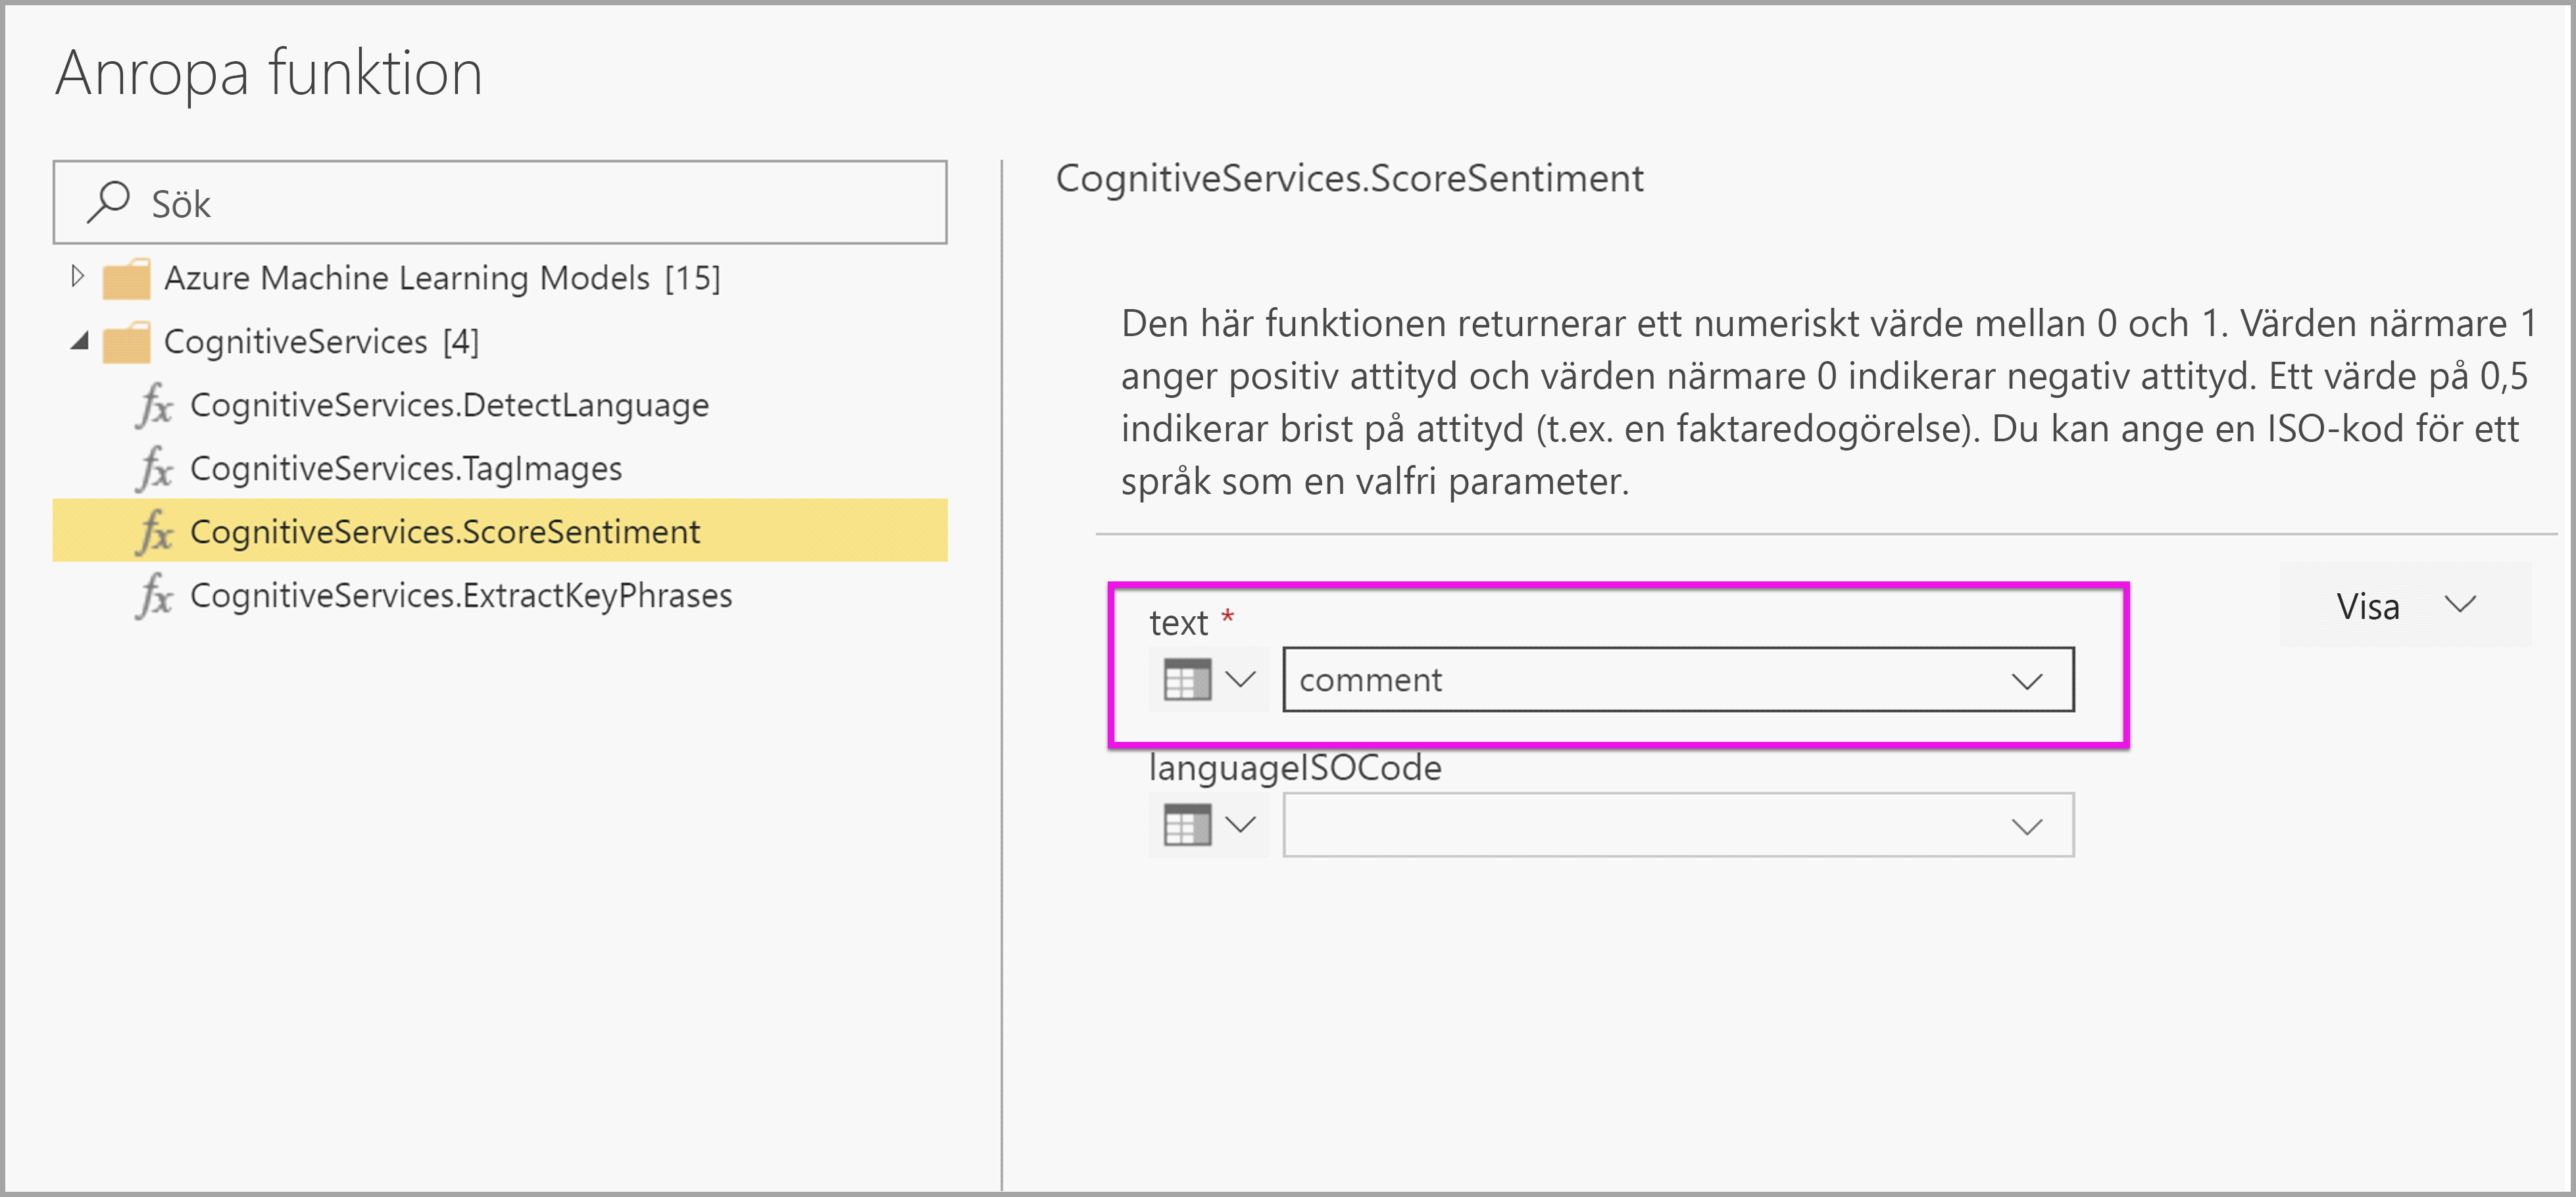 Anropa funktion
Sök
Azure Machine Learning Models [15]
CognitiveServices [4]
fx CognitiveServices.DetectLanguage
fx CognitiveServices.TagImages
fx CognitiveServices.ScoreSentiment
fx CognitiveServices.ExtractKeyPhrases
CognitiveServices.ScoreSentiment
Den här funktionen returnerar ett numeriskt värde mellan 0 och 1. Värden närmare 1
anger positiv attityd och värden närmare 0 indikerar negativ attityd. Ett värde på 0,5
indikerar brist på attityd (t.ex. en faktaredogörelse). Du kan ange en ISO-kod för ett
språk som en valfri parameter.
Visa
text *
comment
languageISOCode